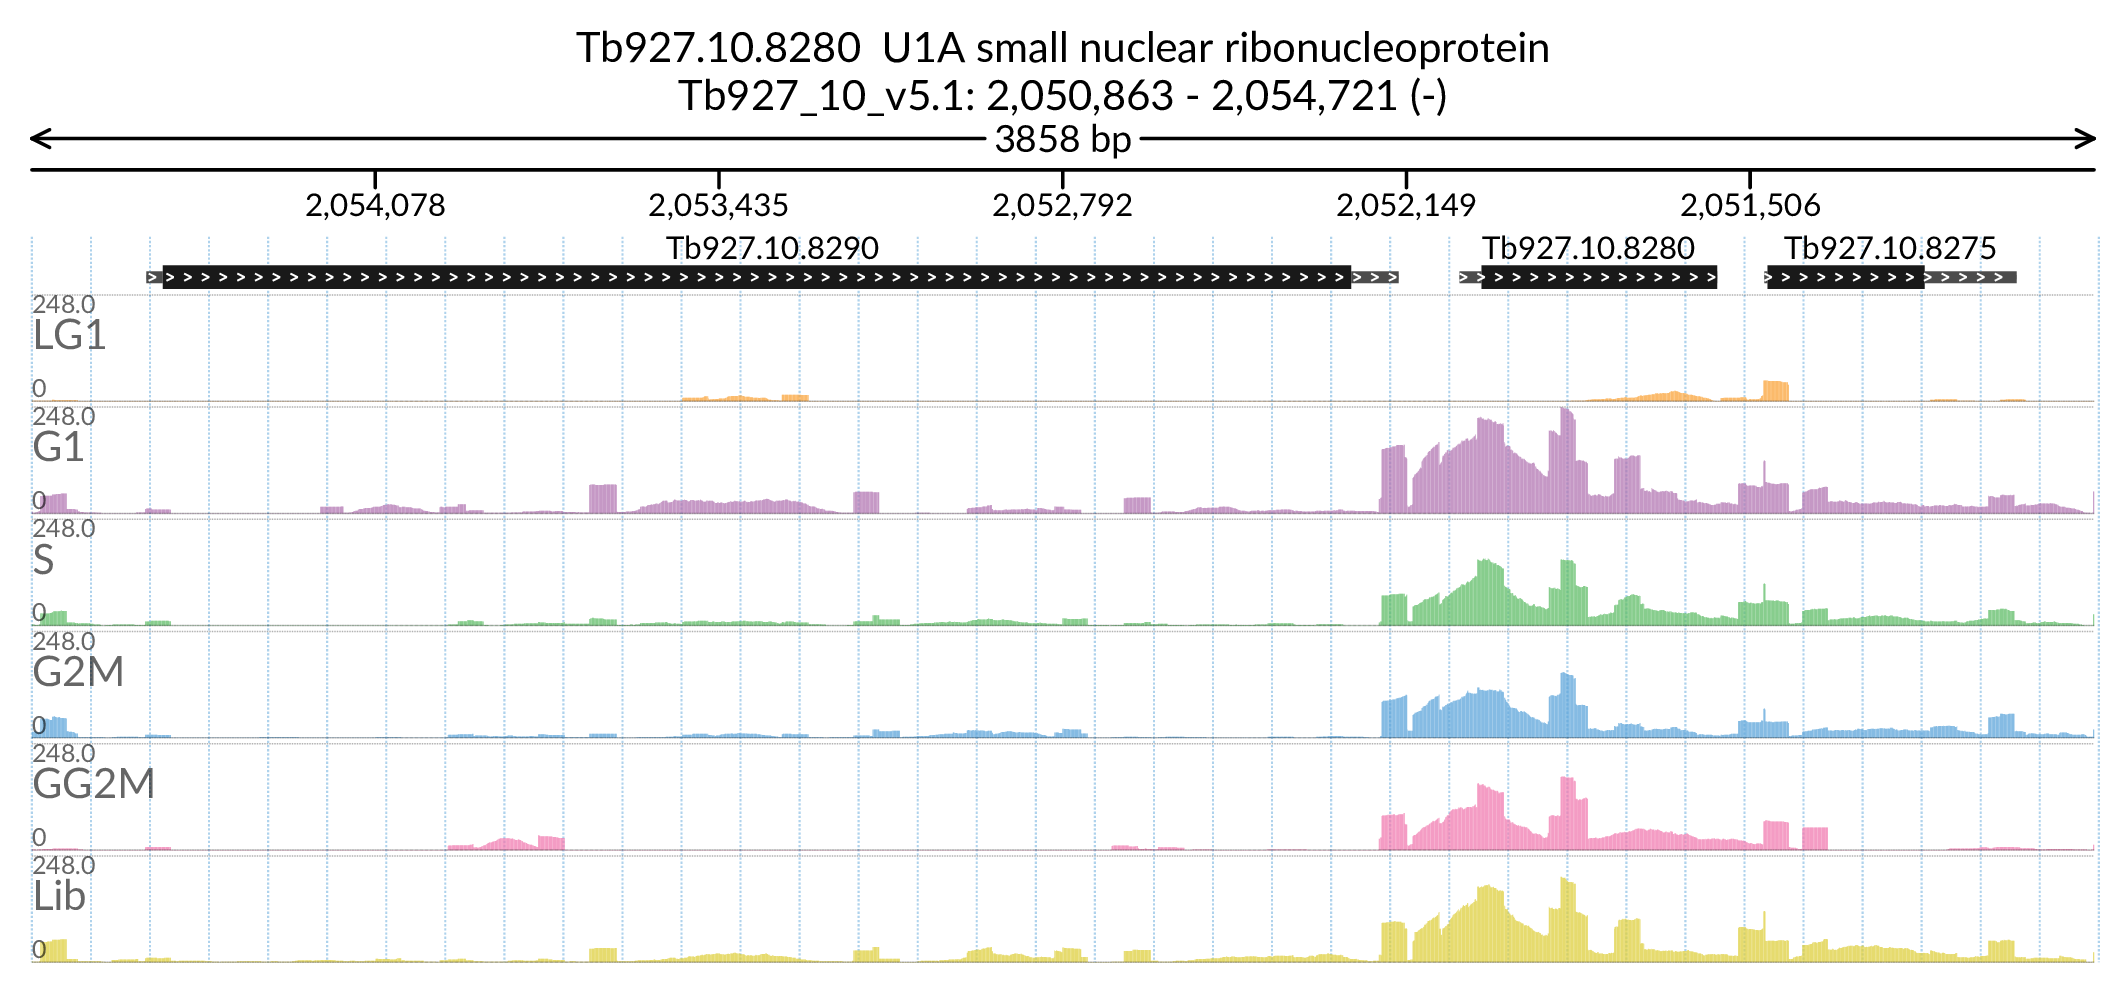 Tb927.10.8280  U1A small nuclear ribonucleoprotein
Tb927_10_v5.1: 2,050,863 - 2,054,721 (-)
3858 bp
2,054,078 2,053,435 2,052,792 2,052,149 2,051,506
Tb927.10.8290 Tb927.10.8280 Tb927.10.8275
248.0
LG1
0
248.0
G1
0
248.0
S
0
248.0
G2M
0
248.0
GG2M
0
248.0
Lib
0